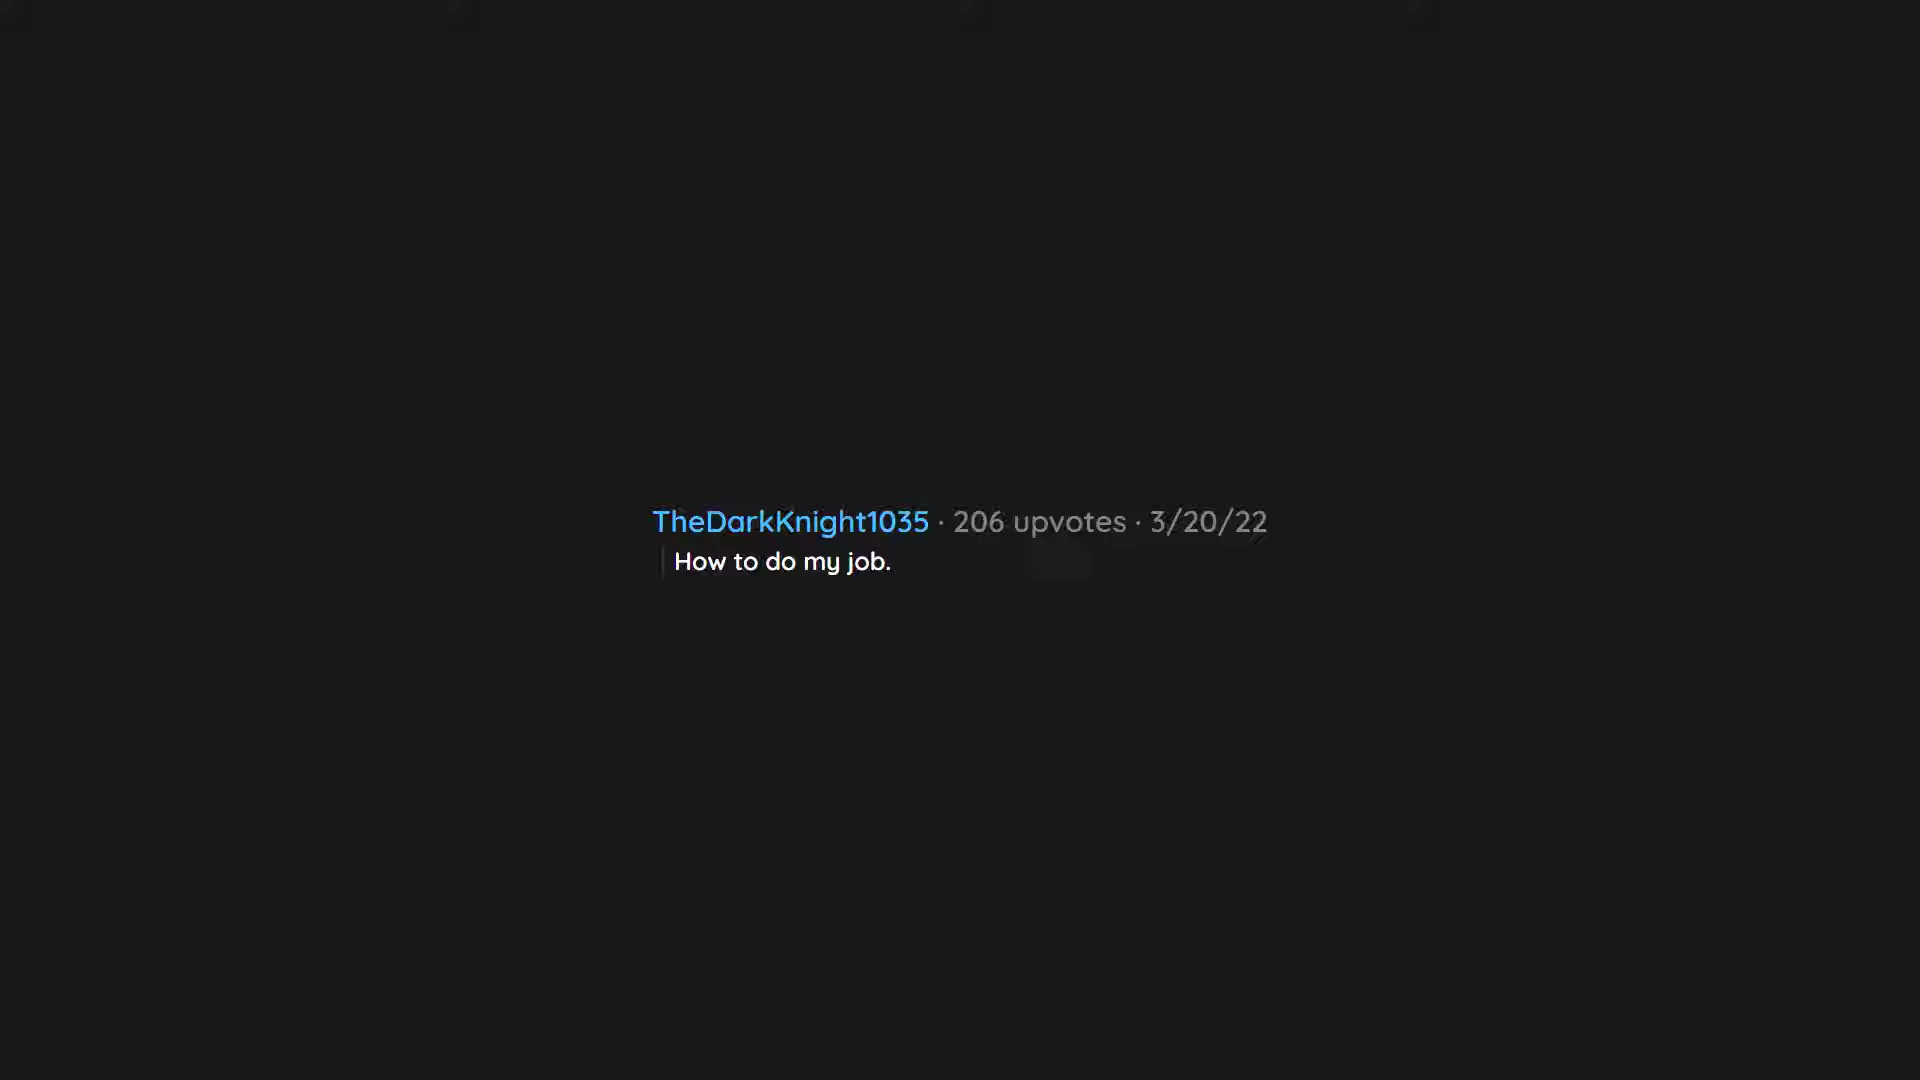 TheDarkKnight1035 · 206 upvotes · 3/20/22
How to do my job.